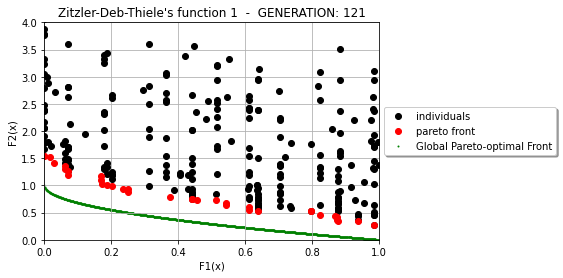 Zitzler-Deb-Thiele's function 1 - GENERATION: 121
4.0
3.5
3.0
2.5
2.0
1.5
1.0
0.5
0.0
F2(x)
0.0 0.2 0.4 0.6 0.8 1.0
F1(x)
individuals
pareto front
Global Pareto-optimal Front